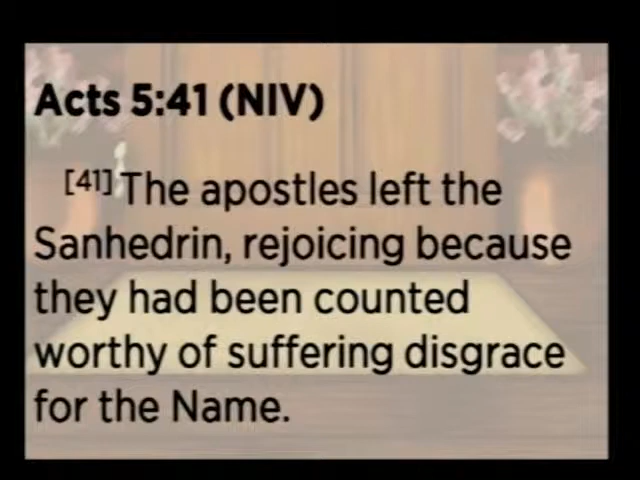 Acts 5:41 (NIV)
[41] The apostles left the
Sanhedrin, rejoicing because
they had been counted
worthy of suffering disgrace
for the Name.